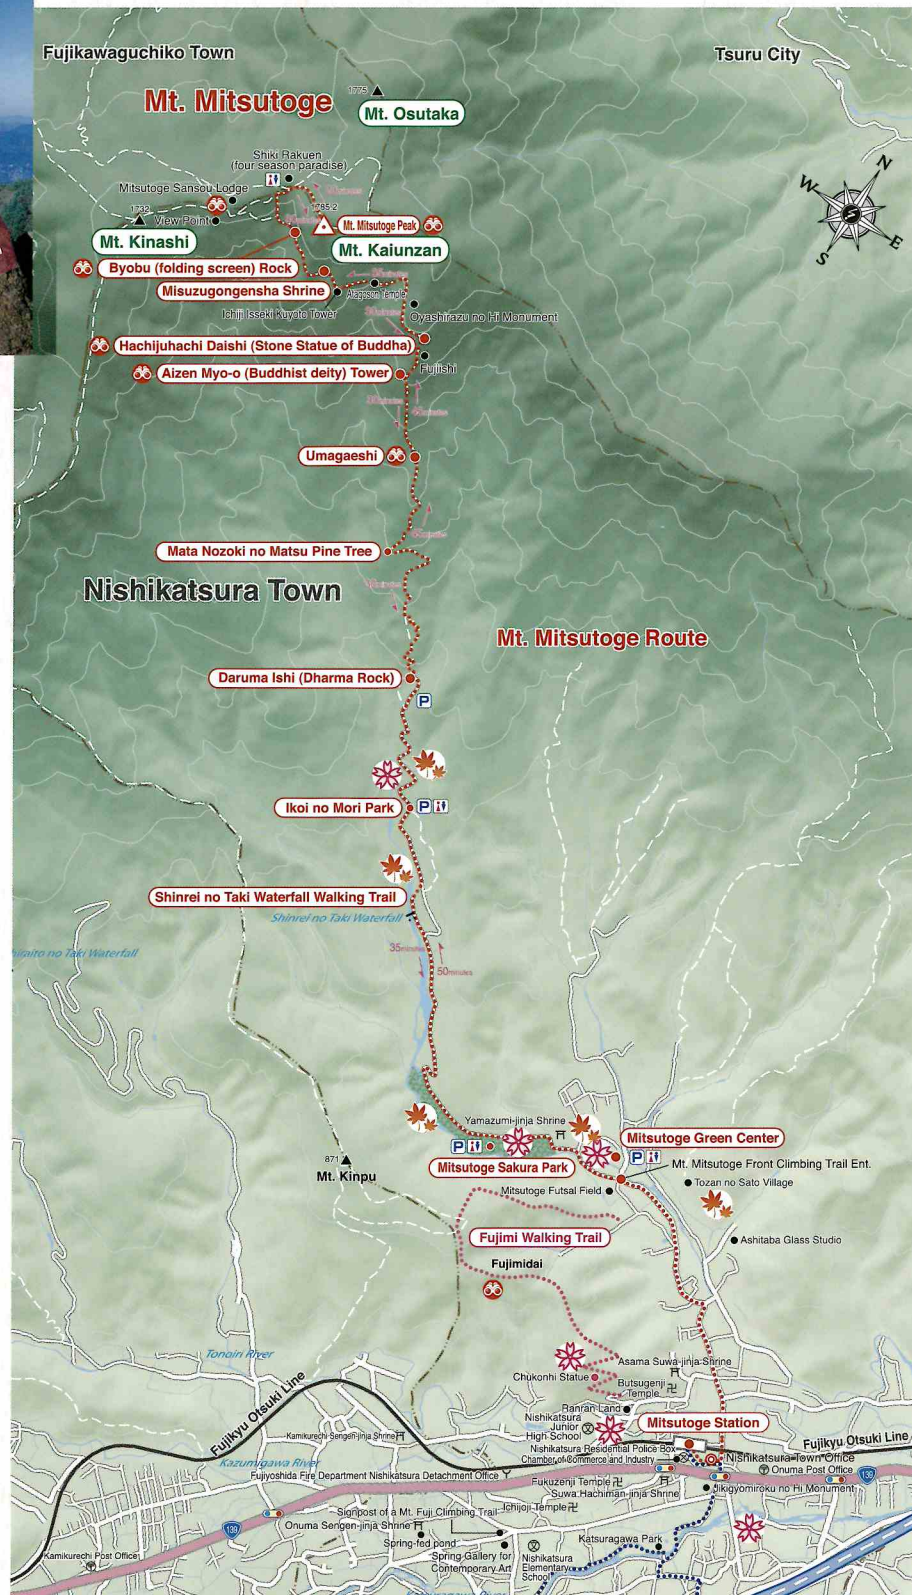 Fujikawaguchiko Town
Tsuru City
Mt. Mitsutoge
1775
Mt. Osutaka
Shiki Rakuen
(four season paradise)
Mitsutoge Sansou Lodge
1732
View Point
1785.2
Mt. Mitsutoge Peak
Mt. Kinashi
Mt. Kaiunzan
N
W
E
S
Byobu (folding screen) Rock
Misuzugongensha Shrine
Atagoson Temple
Ichiji Isseki Kuyoto Tower
Oyashirazu no Hi Monument
Hachijuhachi Daishi (Stone Statue of Buddha)
Fujiishi
Aizen Myo-o (Buddhist deity) Tower
Umagaeshi
Mata Nozoki no Matsu Pine Tree
Nishikatsura Town
Mt. Mitsutoge Route
Daruma Ishi (Dharma Rock)
P
Ikoi no Mori Park
P
Shinrei no Taki Waterfall Walking Trail
Shinrei no Taki Waterfall
hiraito no Taki Waterfall
35minutes
50minutes
Yamazumi-jinja Shrine
Mitsutoge Green Center
P
P
Mitsutoge Sakura Park
Mt. Mitsutoge Front Climbing Trail Ent.
871
Mt. Kinpu
Mitsutoge Futsal Field
Tozan no Sato Village
Fujimi Walking Trail
Ashitaba Glass Studio
Fujimidai
Tonoiri River
Asama Suwa-jinja Shrine
Chukonhi Statue
Butsugenji
Temple
Fujikyu Otsuki Line
Ranran Land
Nishikatsura
Junior
High School
Mitsutoge Station
Kamikurechi Sengen-jinja Shrine
Nishikatsura Residential Police Box
Fujikyu Otsuki Line
Chamber of Commerce and Industry
Nishikatsura Town Office
Kazumigawa River
Onuma Post Office
139
Fujiyoshida Fire Department Nishikatsura Detachment Office
Fukuzenji Temple
Suwa Hachiman-jinja Shrine
Jikigyomiroku no Hi Monument
Signpost of a Mt. Fuji Climbing Trail
Ichijoji Temple
139
Onuma Sengen-jinja Shrine
Spring-fed pond
Katsuragawa Park
Kamikurechi Post Office
Spring Gallery for
Contemporary Art
Nishikatsura
Elementary
School